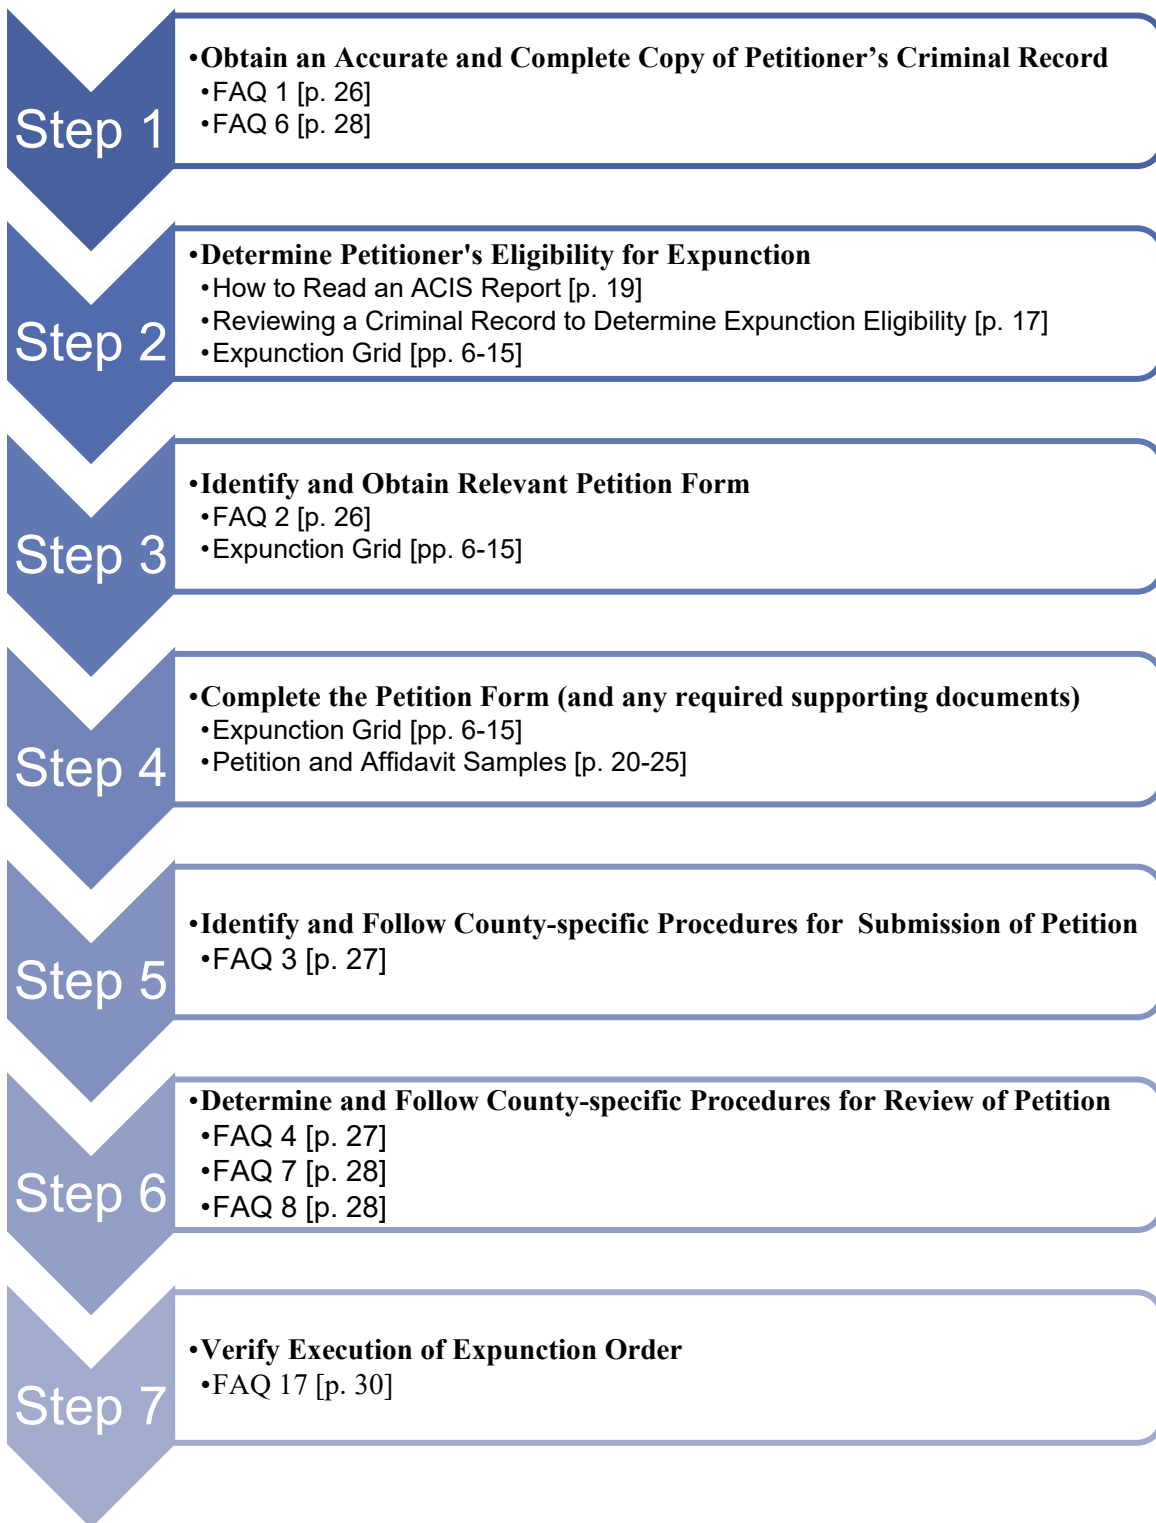 Step 1
•Obtain an Accurate and Complete Copy of Petitioner’s Criminal Record
•FAQ 1 [p. 26]
•FAQ 6 [p. 28]
Step 2
•Determine Petitioner's Eligibility for Expunction
•How to Read an ACIS Report [p. 19]
•Reviewing a Criminal Record to Determine Expunction Eligibility [p. 17]
•Expunction Grid [pp. 6-15]
Step 3
•Identify and Obtain Relevant Petition Form
•FAQ 2 [p. 26]
•Expunction Grid [pp. 6-15]
Step 4
•Complete the Petition Form (and any required supporting documents)
•Expunction Grid [pp. 6-15]
•Petition and Affidavit Samples [p. 20-25]
Step 5
•Identify and Follow County-specific Procedures for  Submission of Petition
•FAQ 3 [p. 27]
Step 6
•Determine and Follow County-specific Procedures for Review of Petition
•FAQ 4 [p. 27]
•FAQ 7 [p. 28]
•FAQ 8 [p. 28]
Step 7
•Verify Execution of Expunction Order
•FAQ 17 [p. 30]